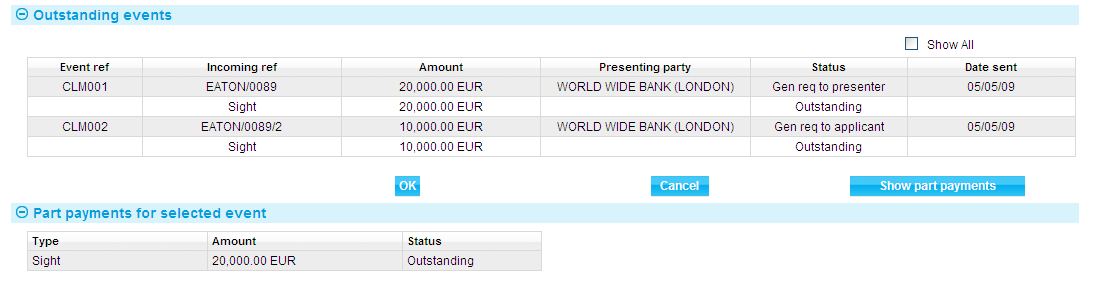 Outstanding events
Show All
Event ref Incoming ref Amount Presenting party Status Date sent
CLM001 EATON/0089 20,000.00 EUR WORLD WIDE BANK (LONDON) Gen req to presenter 05/05/09
Sight 20,000.00 EUR Outstanding
CLM002 EATON/0089/2 10,000.00 EUR WORLD WIDE BANK (LONDON) Gen req to applicant 05/05/09
Sight 10,000.00 EUR Outstanding
OK Cancel Show part payments
Part payments for selected event
Type Amount Status
Sight 20,000.00 EUR Outstanding